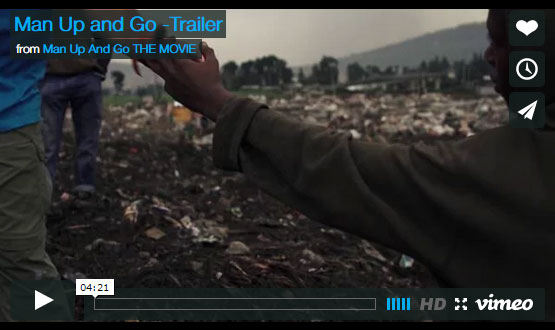 Man Up and Go -Trailer
from Man Up And Go THE MOVIE
04:21
HD
vimeo